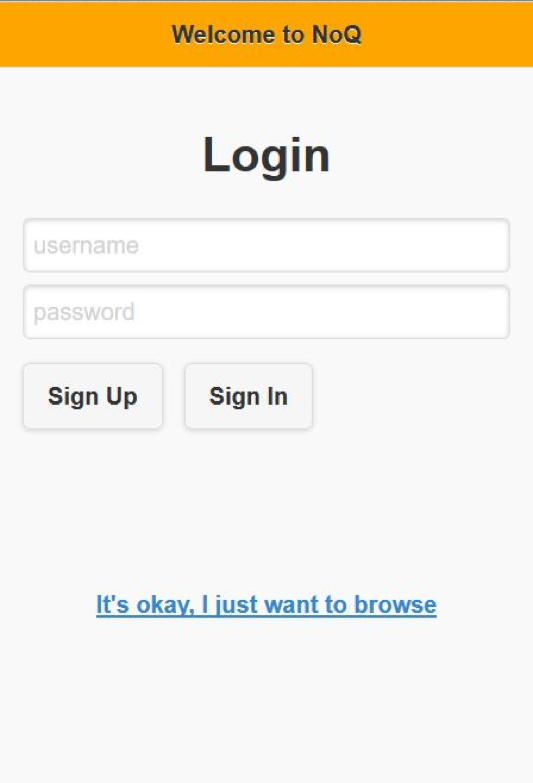 Welcome to NoQ
Login
username
password
Sign Up Sign In
It's okay, I just want to browse